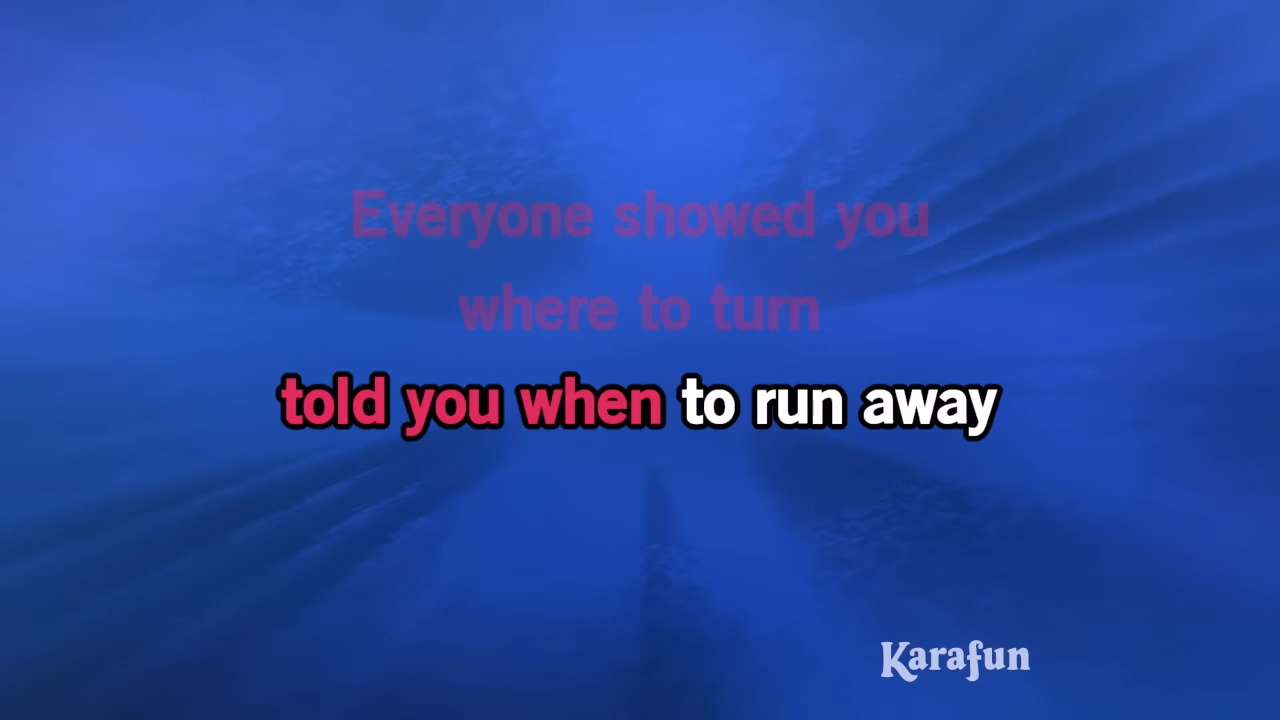 Everyone showed you
where to turn
told you when to run away
Karafun